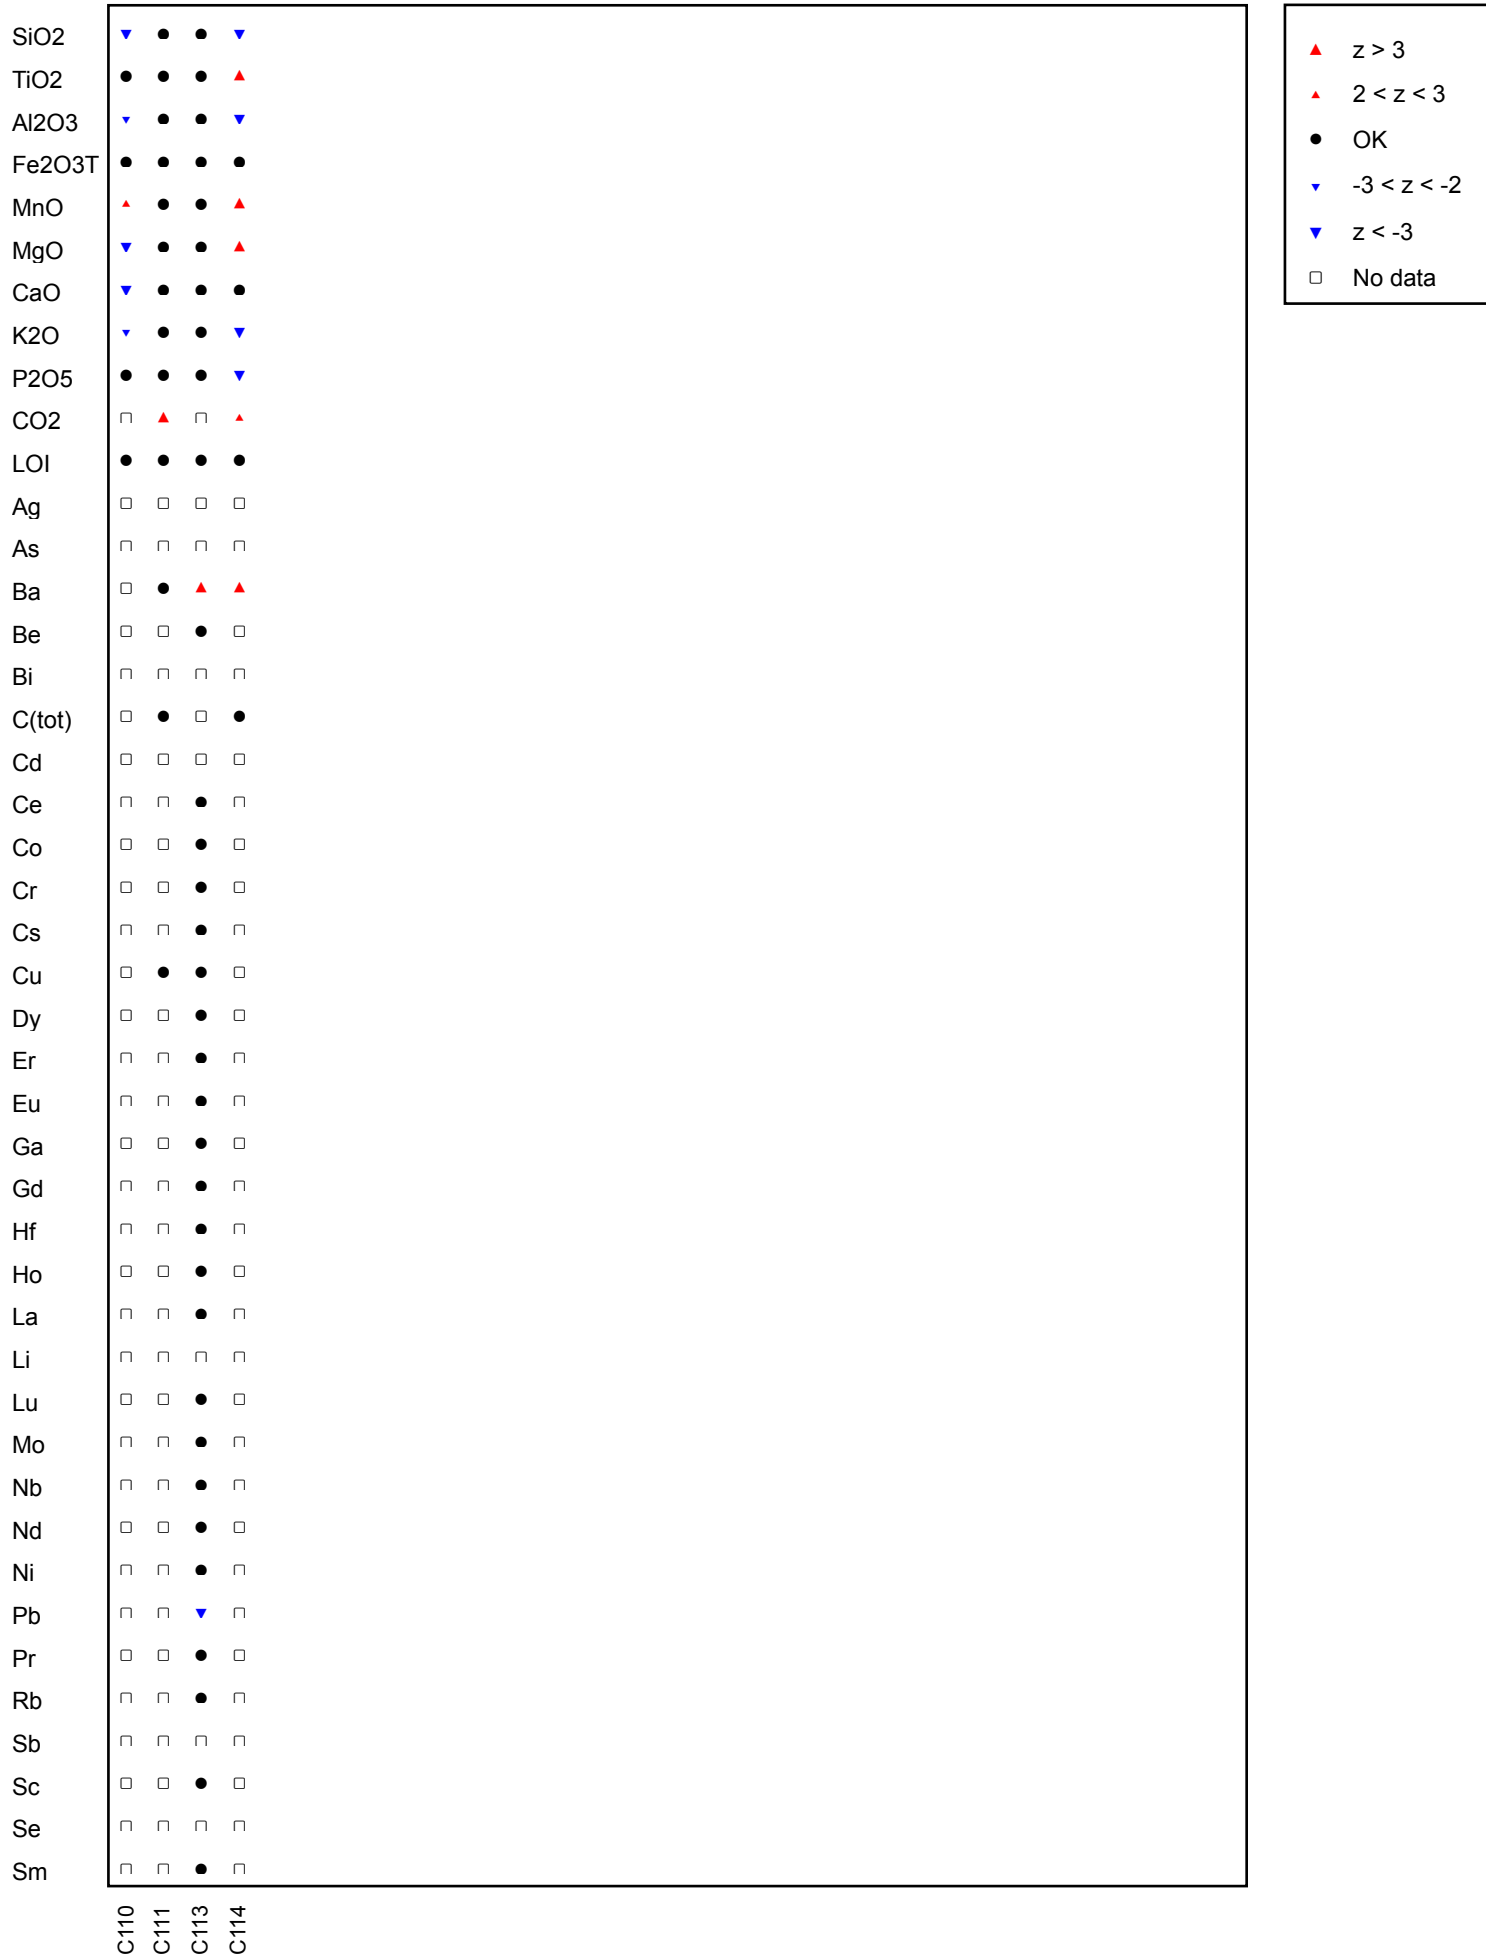 SiO2
TiO2
Al2O3
Fe2O3T
MnO
MgO
CaO
K2O
P2O5
CO2
LOI
Ag
As
Ba
Be
Bi
C(tot)
Cd
Ce
Co
Cr
Cs
Cu
Dy
Er
Eu
Ga
Gd
Hf
Ho
La
Li
Lu
Mo
Nb
Nd
Ni
Pb
Pr
Rb
Sb
Sc
Se
Sm
C110
C111
C113
C114
z > 3
2 < z < 3
OK
-3 < z < -2
z < -3
No data